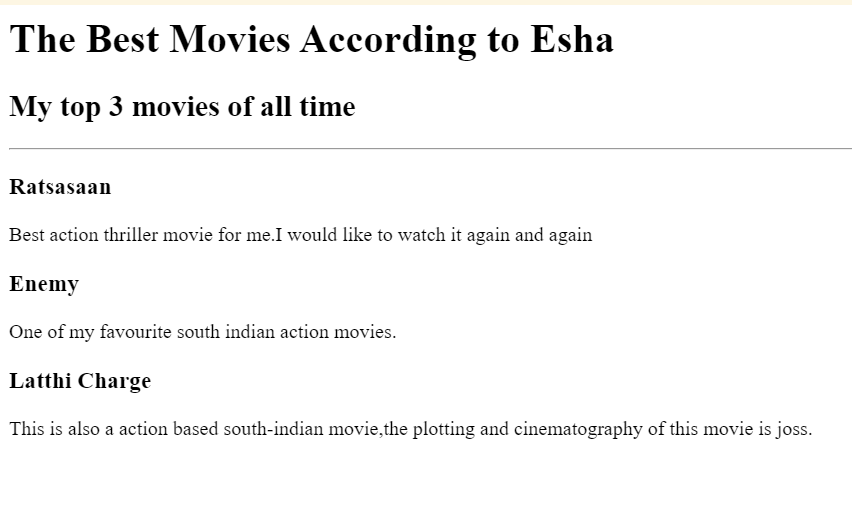 The Best Movies According to Esha
My top 3 movies of all time
Ratsasaan
Best action thriller movie for me.I would like to watch it again and again
Enemy
One of my favourite south indian action movies.
Latthi Charge
This is also a action based south-indian movie,the plotting and cinematography of this movie is joss.